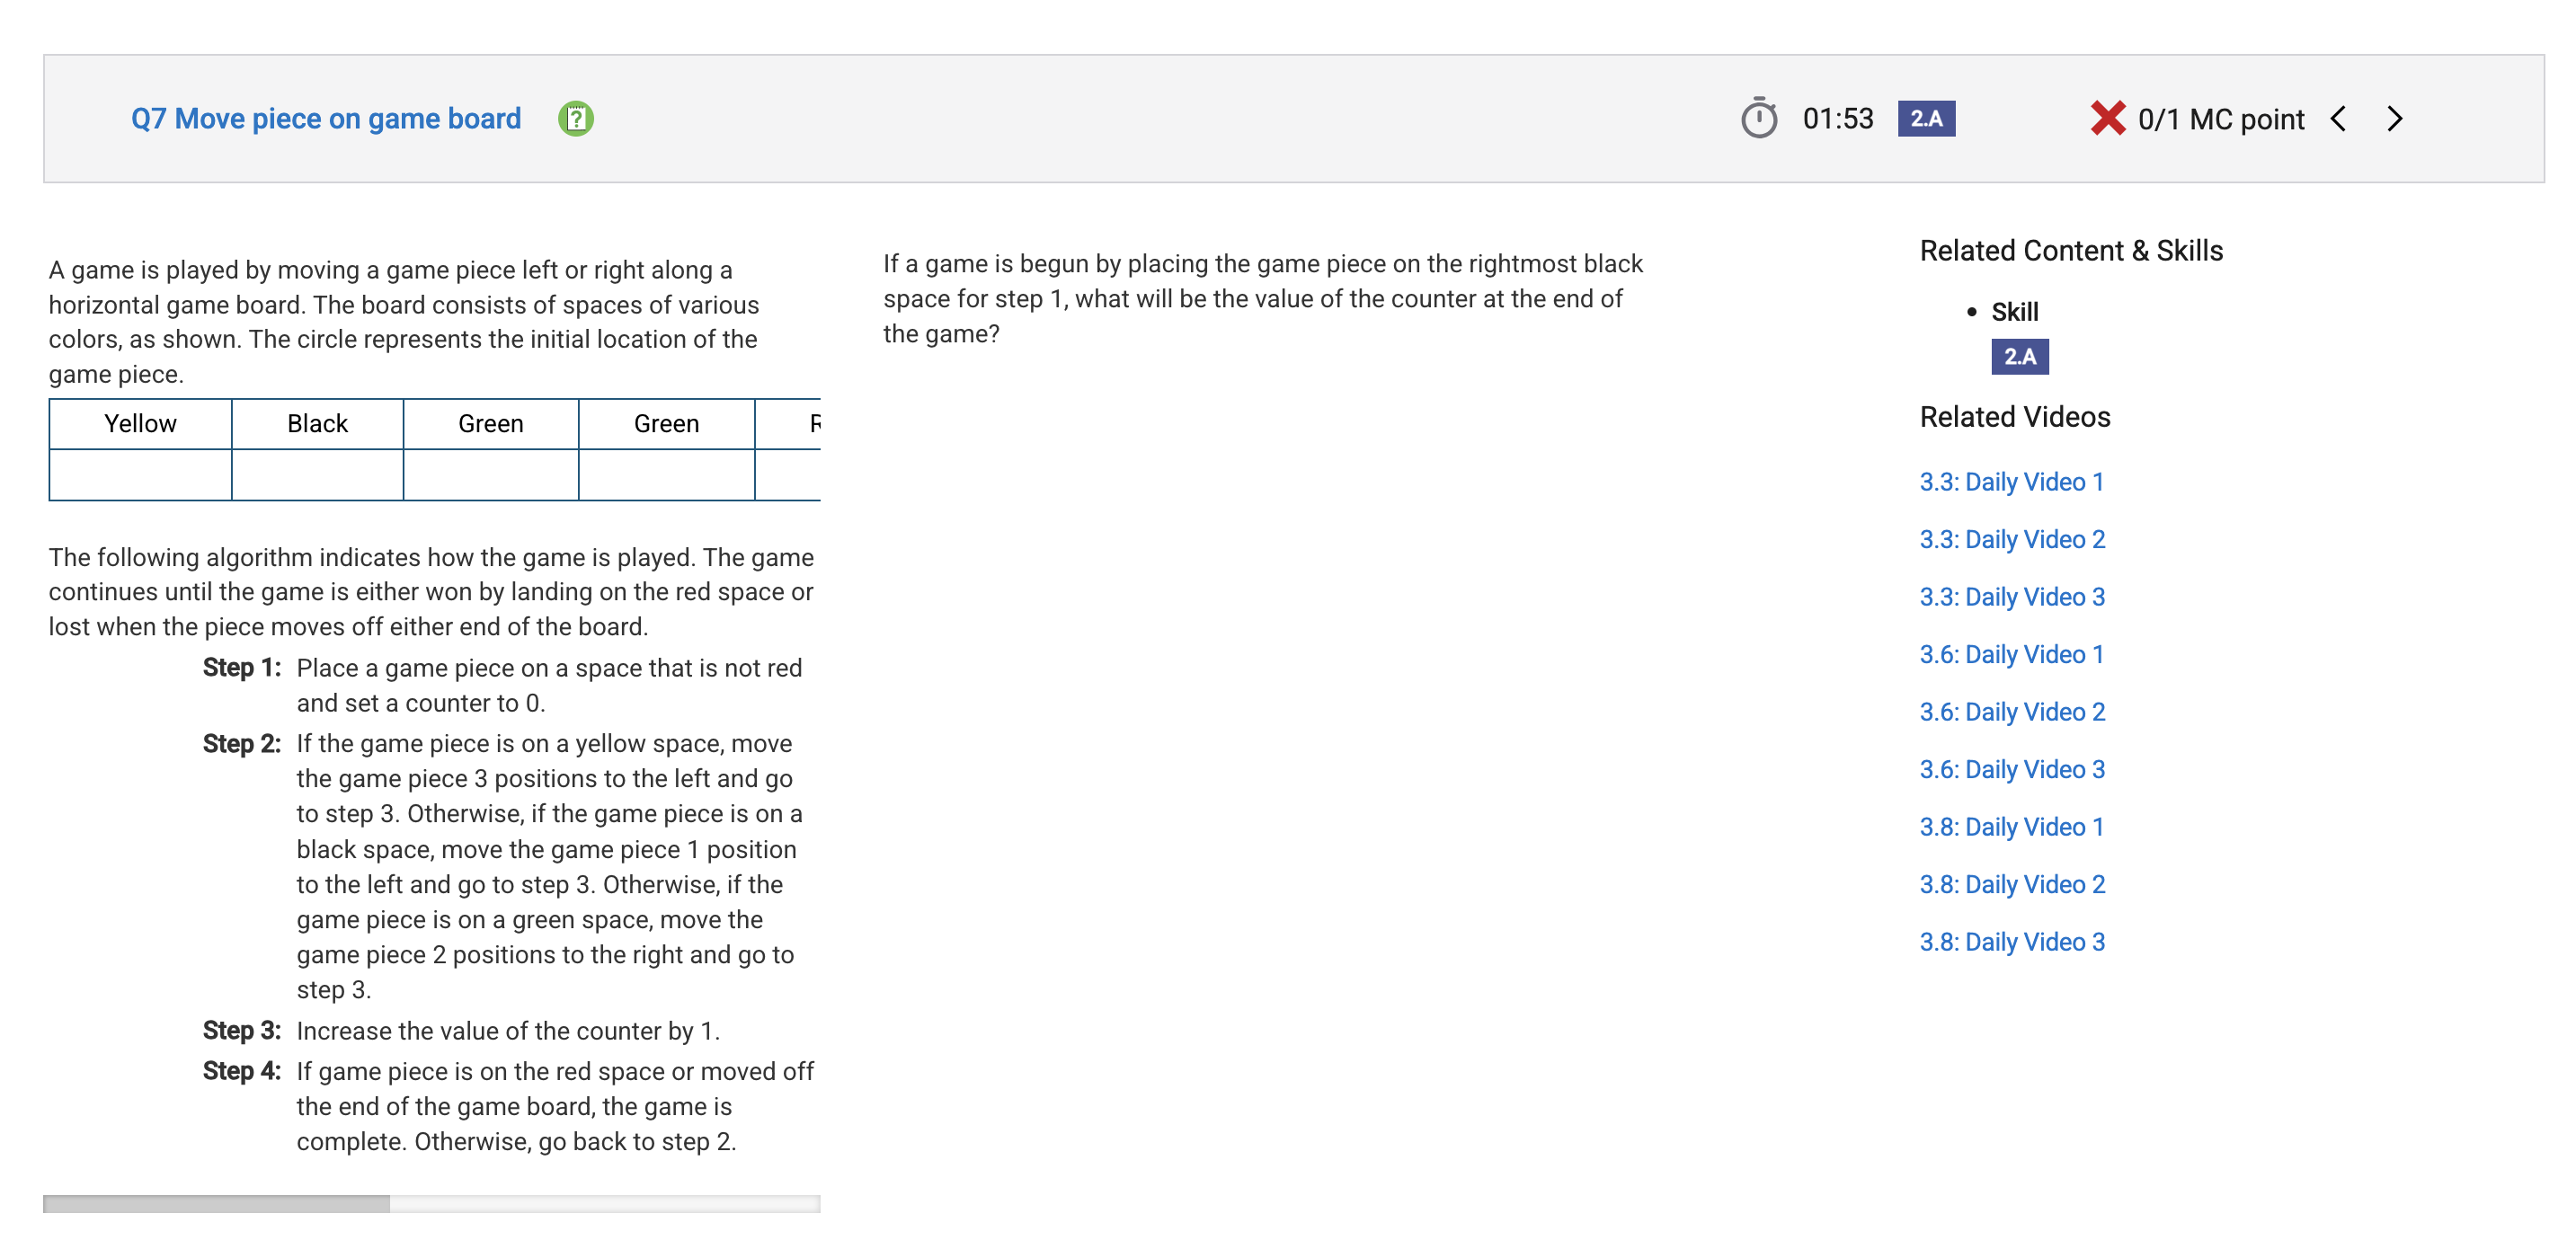 Q7 Move piece on game board
01:53 2.A
0/1 MC point
A game is played by moving a game piece left or right along a
horizontal game board. The board consists of spaces of various
colors, as shown. The circle represents the initial location of the
game piece.
Yellow Black Green Green
The following algorithm indicates how the game is played. The game
continues until the game is either won by landing on the red space or
lost when the piece moves off either end of the board.
Step 1: Place a game piece on a space that is not red
and set a counter to 0.
Step 2: If the game piece is on a yellow space, move
the game piece 3 positions to the left and go
to step 3. Otherwise, if the game piece is on a
black space, move the game piece 1 position
to the left and go to step 3. Otherwise, if the
game piece is on a green space, move the
game piece 2 positions to the right and go to
step 3.
Step 3: Increase the value of the counter by 1.
Step 4: If game piece is on the red space or moved off
the end of the game board, the game is
complete. Otherwise, go back to step 2.
If a game is begun by placing the game piece on the rightmost black
space for step 1, what will be the value of the counter at the end of
the game?
Related Content & Skills
• Skill
2.A
Related Videos
3.3: Daily Video 1
3.3: Daily Video 2
3.3: Daily Video 3
3.6: Daily Video 1
3.6: Daily Video 2
3.6: Daily Video 3
3.8: Daily Video 1
3.8: Daily Video 2
3.8: Daily Video 3